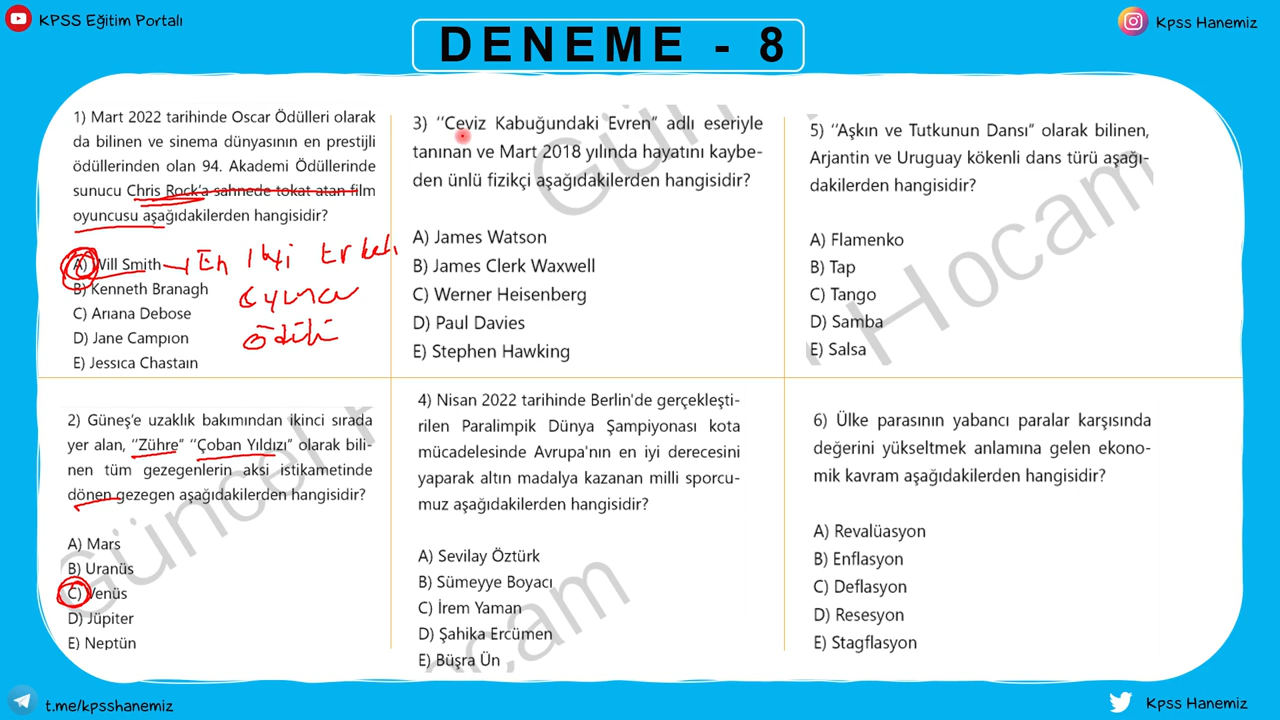 KPSS Eğitim Portalı
Kpss Hanemiz
DENEME - 8
1) Mart 2022 tarihinde Oscar Ödülleri olarak
da bilinen ve sinema dünyasının en prestijli
ödüllerinden olan 94. Akademi Ödüllerinde
sunucu Chris Rock'a sahnede tokat atan film
oyuncusu aşağıdakilerden hangisidir?
A) Will Smith
En iyi Erkek
oyuncu
ödülü
B) Kenneth Branagh
C) Arıana Debose
D) Jane Campıon
E) Jessıca Chastaın
2) Güneş'e uzaklık bakımından ikinci sırada
yer alan, ‘‘Zühre” ‘‘Çoban Yıldızı” olarak bili-
nen tüm gezegenlerin aksi istikametinde
dönen gezegen aşağıdakilerden hangisidir?
A) Mars
B) Uranüs
C) Venüs
D) Jüpiter
E) Neptün
3) ‘‘Ceviz Kabuğundaki Evren” adlı eseriyle
tanınan ve Mart 2018 yılında hayatını kaybe-
den ünlü fizikçi aşağıdakilerden hangisidir?
A) James Watson
B) James Clerk Waxwell
C) Werner Heisenberg
D) Paul Davies
E) Stephen Hawking
4) Nisan 2022 tarihinde Berlin'de gerçekleşti-
rilen Paralimpik Dünya Şampiyonası kota
mücadelesinde Avrupa'nın en iyi derecesini
yaparak altın madalya kazanan milli sporcu-
muz aşağıdakilerden hangisidir?
A) Sevilay Öztürk
B) Sümeyye Boyacı
C) İrem Yaman
D) Şahika Ercümen
E) Büşra Ün
5) ‘‘Aşkın ve Tutkunun Dansı” olarak bilinen,
Arjantin ve Uruguay kökenli dans türü aşağı-
dakilerden hangisidir?
A) Flamenko
B) Tap
C) Tango
D) Samba
E) Salsa
6) Ülke parasının yabancı paralar karşısında
değerini yükseltmek anlamına gelen ekono-
mik kavram aşağıdakilerden hangisidir?
A) Revalüasyon
B) Enflasyon
C) Deflasyon
D) Resesyon
E) Stagflasyon
Güncel
Hocam
t.me/kpsshanemiz
Kpss Hanemiz